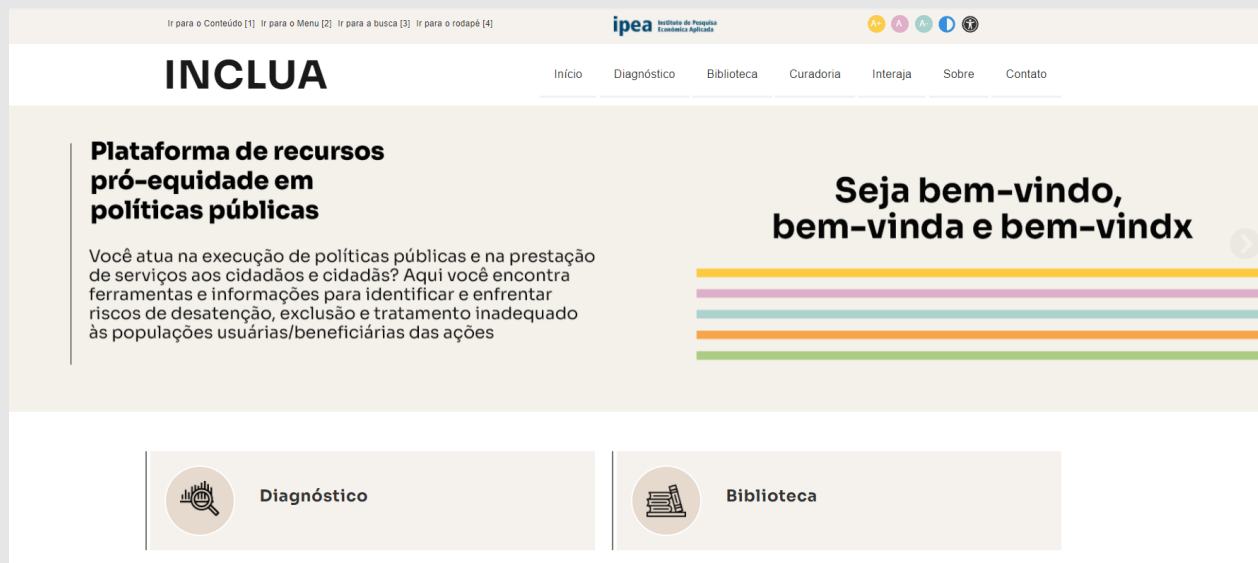 Ir para o Conteúdo [1] Ir para o Menu [2] Ir para a busca [3] Ir para o rodapé [4]
ipea Instituto de Pesquisa
Econômica Aplicada
A+ A A-
INCLUA
Início Diagnóstico Biblioteca Curadoria Interaja Sobre Contato
Plataforma de recursos
pró-equidade em
políticas públicas
Você atua na execução de políticas públicas e na prestação
de serviços aos cidadãos e cidadãs? Aqui você encontra
ferramentas e informações para identificar e enfrentar
riscos de desatenção, exclusão e tratamento inadequado
às populações usuárias/beneficiárias das ações
Seja bem-vindo,
bem-vinda e bem-vindx
Diagnóstico
Biblioteca